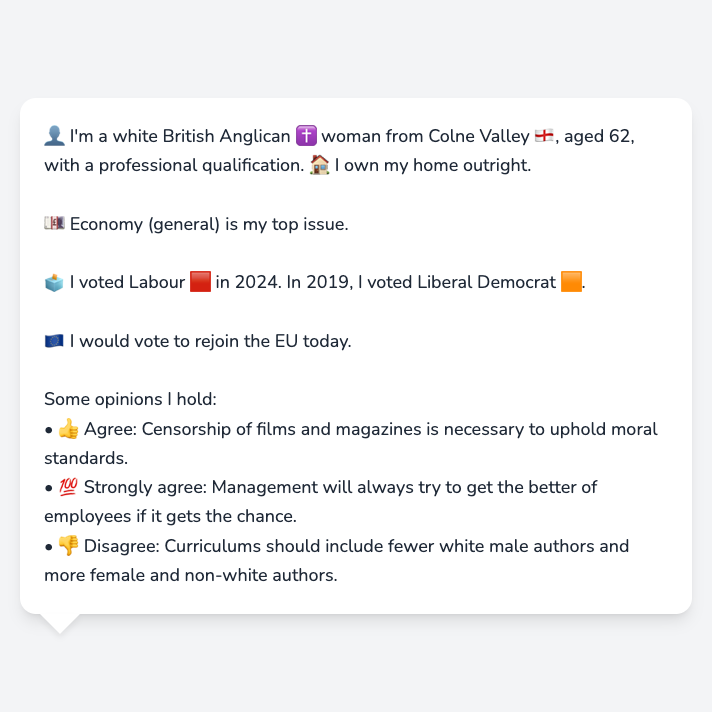 👤 I'm a white British Anglican ✝️ woman from Colne Valley 🏴󠁧󠁢󠁥󠁮󠁧󠁿, aged 62,
with a professional qualification. 🏠 I own my home outright.
💷 Economy (general) is my top issue.
🗳️ I voted Labour 🟥 in 2024. In 2019, I voted Liberal Democrat 🟧.
🇪🇺 I would vote to rejoin the EU today.
Some opinions I hold:
• 👍 Agree: Censorship of films and magazines is necessary to uphold moral
standards.
• 💯 Strongly agree: Management will always try to get the better of
employees if it gets the chance.
• 👎 Disagree: Curriculums should include fewer white male authors and
more female and non-white authors.